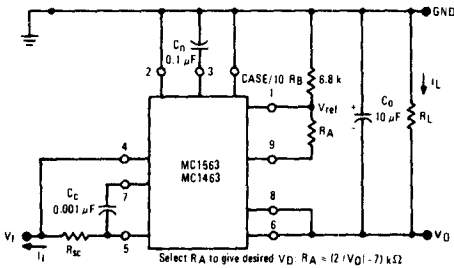 GND
Cn
0.1 µF
2
3
CASE/10
RB
6.8 k
1
Vref
RA
9
+
-
Co
10 µF
IL
RL
MC1563
MC1463
4
7
CC
0.001 µF
8
6
VI
II
Rsc
5
VO
Select RA to give desired VO: RA ≈ (2 |VO| -7) kΩ